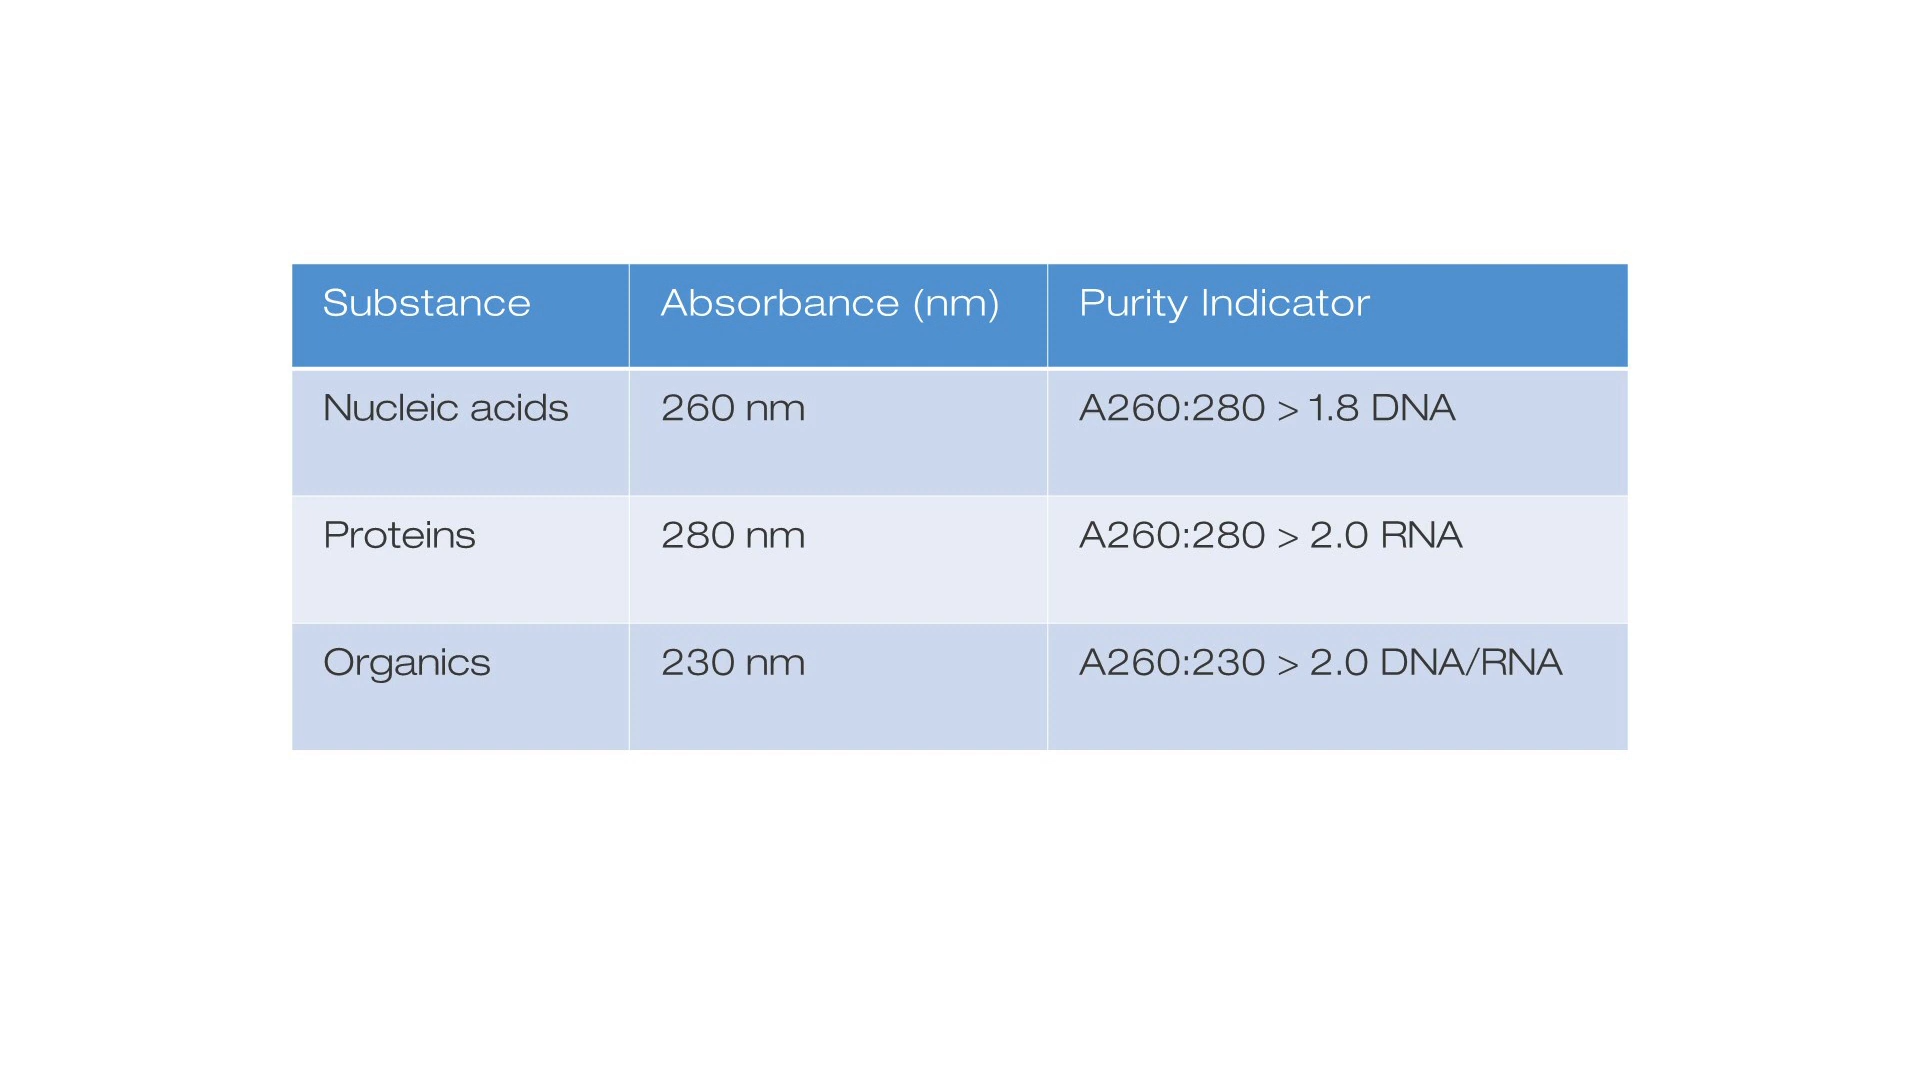 Substance Absorbance (nm) Purity Indicator
Nucleic acids 260 nm A260:280 > 1.8 DNA
Proteins 280 nm A260:280 > 2.0 RNA
Organics 230 nm A260:230 > 2.0 DNA/RNA